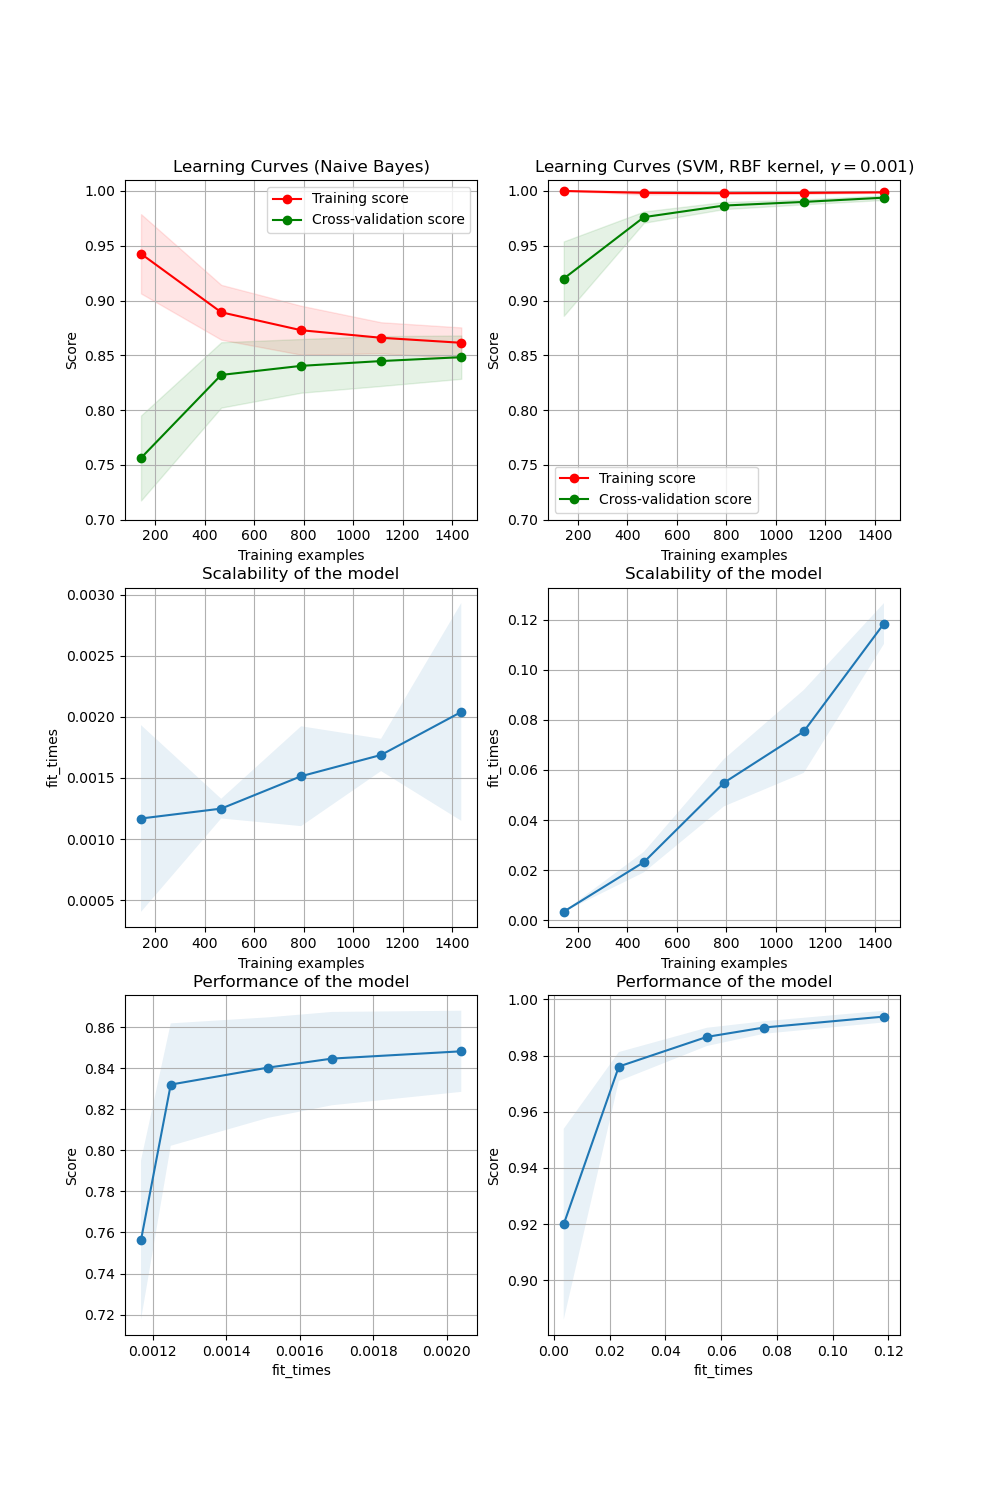 Learning Curves (Naive Bayes)
1.00
0.95
0.90
0.85
0.80
0.75
0.70
Score
Training score
Cross-validation score
200 400 600 800 1000 1200 1400
Training examples
Learning Curves (SVM, RBF kernel, γ = 0.001)
1.00
0.95
0.90
0.85
0.80
0.75
0.70
Score
Training score
Cross-validation score
200 400 600 800 1000 1200 1400
Training examples
Scalability of the model
0.0030
0.0025
0.0020
0.0015
0.0010
0.0005
fit_times
200 400 600 800 1000 1200 1400
Training examples
Scalability of the model
0.12
0.10
0.08
0.06
0.04
0.02
0.00
fit_times
200 400 600 800 1000 1200 1400
Training examples
Performance of the model
0.86
0.84
0.82
0.80
0.78
0.76
0.74
0.72
Score
0.0012 0.0014 0.0016 0.0018 0.0020
fit_times
Performance of the model
1.00
0.98
0.96
0.94
0.92
0.90
Score
0.00 0.02 0.04 0.06 0.08 0.10 0.12
fit_times